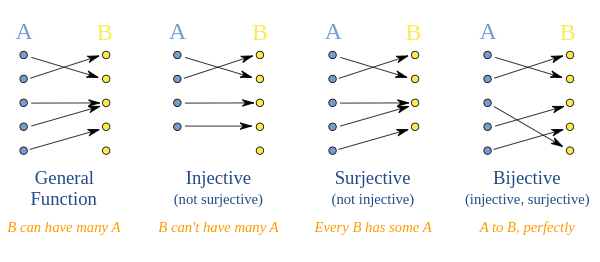 A B A B A B A B
General Function
Injective
(not surjective)
Surjective
(not injective)
Bijective
(injective, surjective)
B can have many A
B can't have many A
Every B has some A
A to B, perfectly